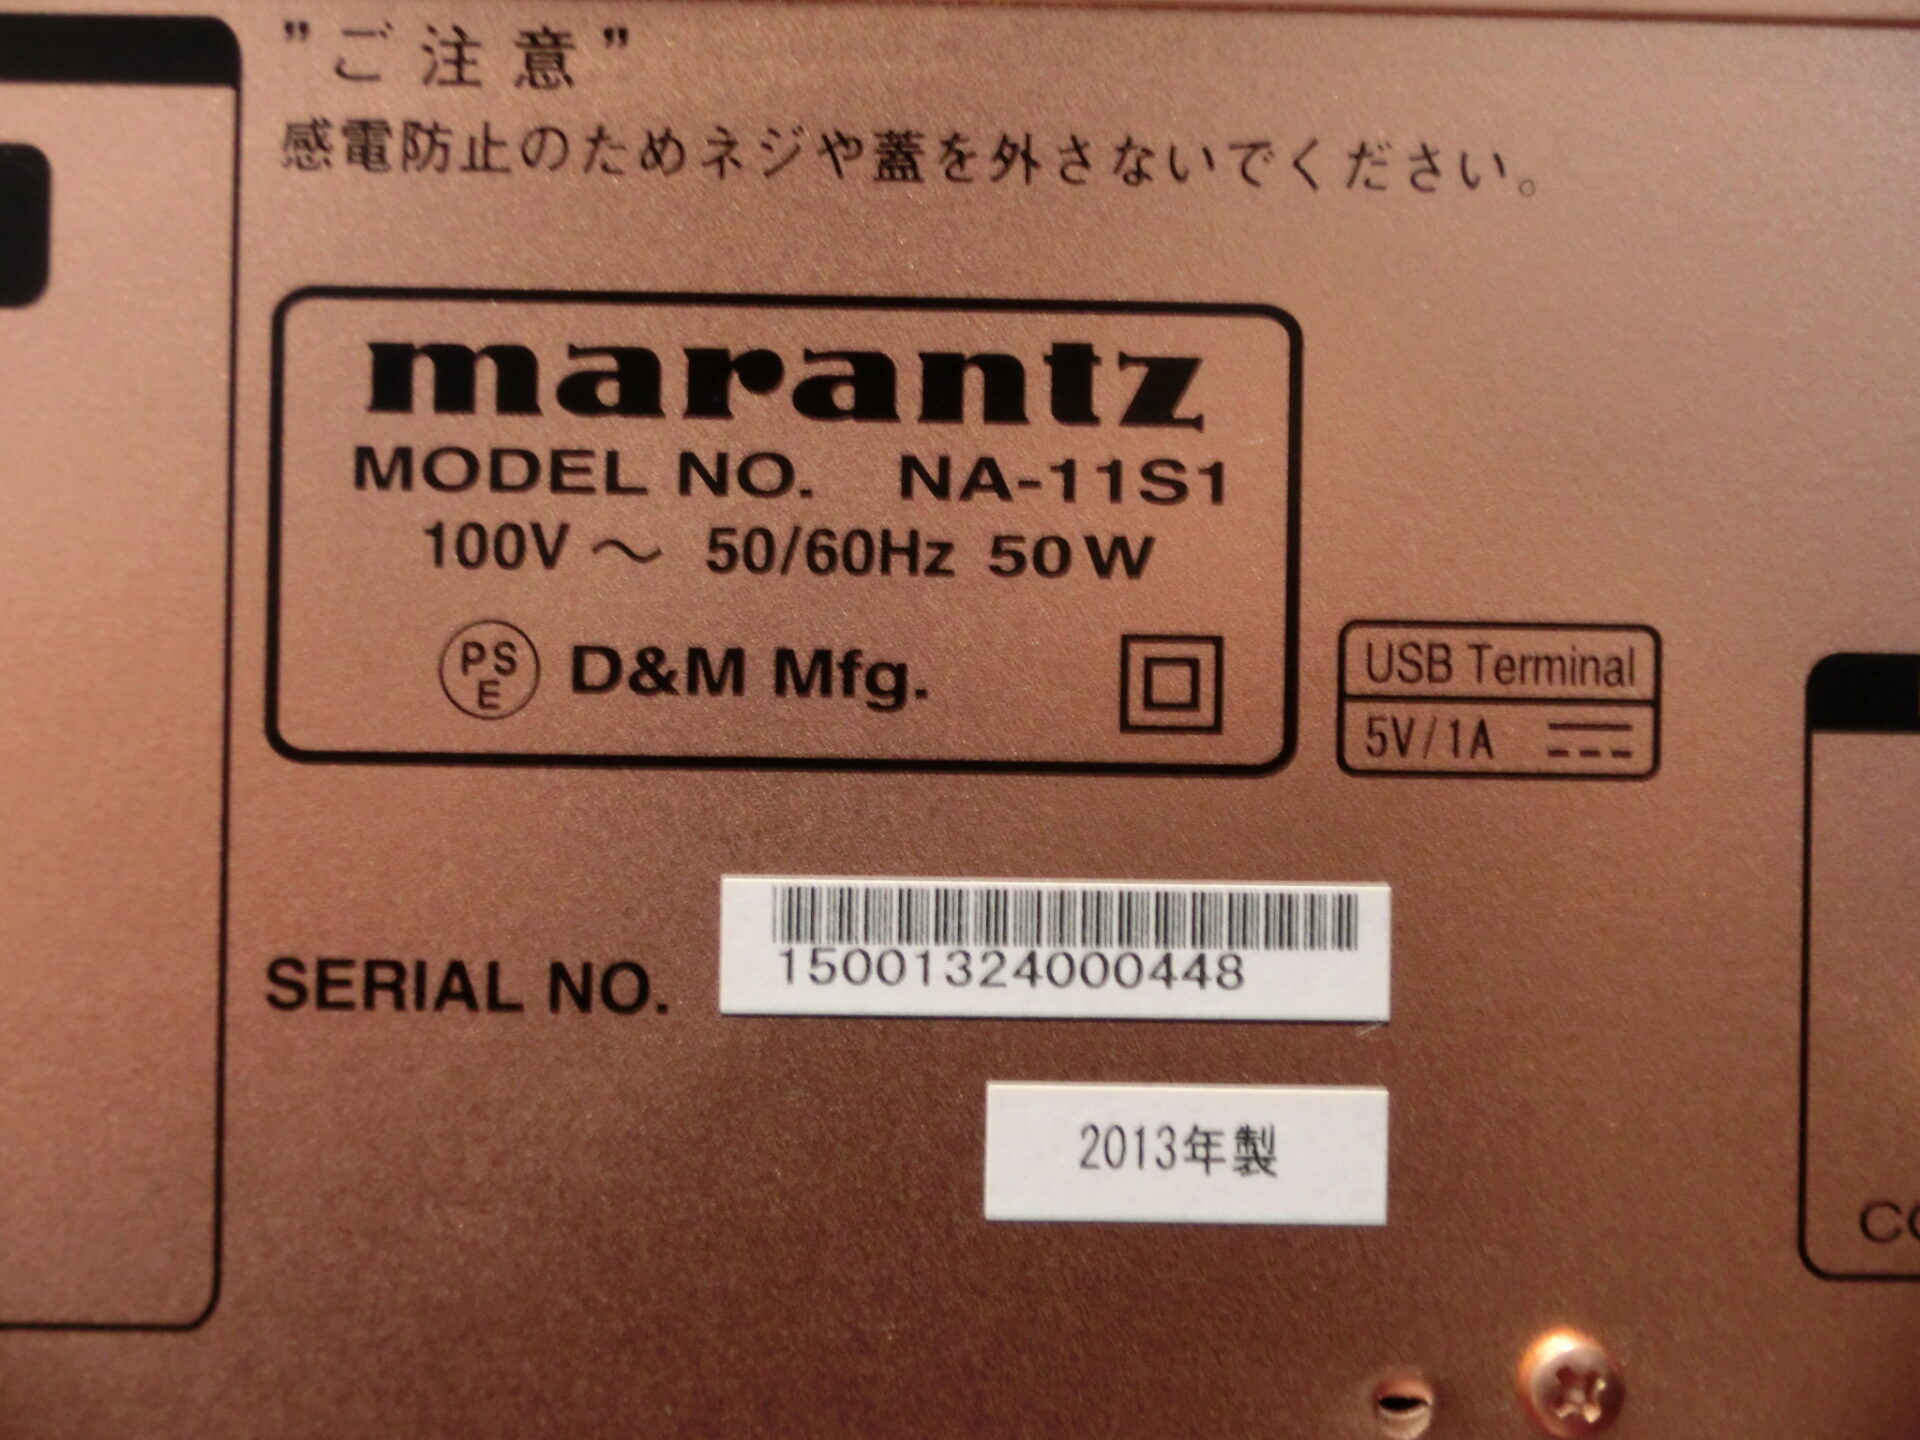 "ご注意"
感電防止のためネジや蓋を外さないでください。
marantz
MODEL NO. NA-11S1
100V ～ 50/60Hz 50W
PSE D&M Mfg.
USB Terminal
5V/1A
SERIAL NO. 15001324000448
2013年製